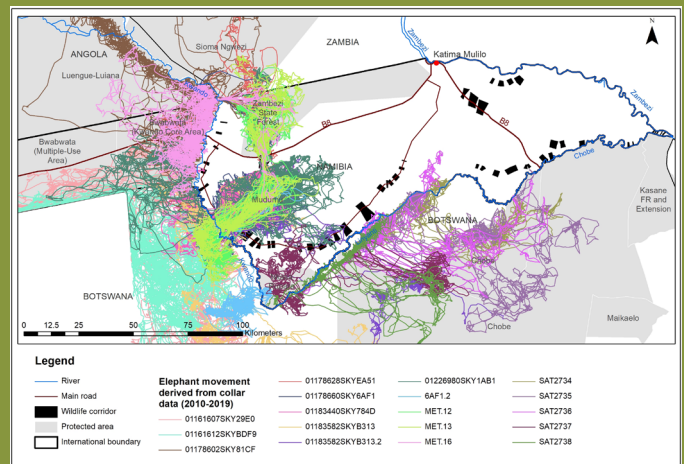 N
ZAMBIA
Sioma Ngwezi
Zambezi
Katima Mulilo
ANGOLA
Luengue-Luiana
Kwando
Zambezi
State
Forest
Zambezi
Bwabwata
(Kwando Core Area)
B8
B8
Bwabwata
(Multiple-Use
Area)
Chobe
NAMIBIA
Mudumu
Kasane
FR and
Extension
BOTSWANA
Chobe
Kwando
BOTSWANA
Maikaelo
Chobe
0 12.5 25 50 75 100
Kilometers
Legend
River
Main road
Wildlife corridor
Protected area
International boundary
Elephant movement
derived from collar
data (2010-2019)
01161607SKY29E0
01161612SKYBDF9
01178602SKY81CF
01178628SKYEA51
01178660SKY6AF1
01183440SKY784D
01183582SKYB313
01183582SKYB313.2
01226980SKY1AB1
6AF1.2
MET.12
MET.13
MET.16
SAT2734
SAT2735
SAT2736
SAT2737
SAT2738